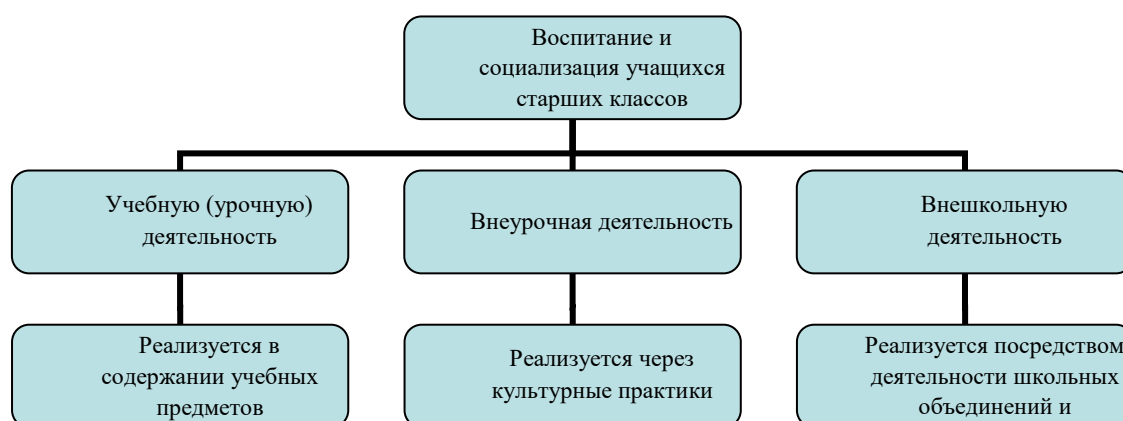 Воспитание и
социализация учащихся
старших классов
Учебную (урочную)
деятельность
Внеурочная деятельность
Внешкольную
деятельность
Реализуется в
содержании учебных
предметов
Реализуется через
культурные практики
Реализуется посредством
деятельности школьных
объединений и